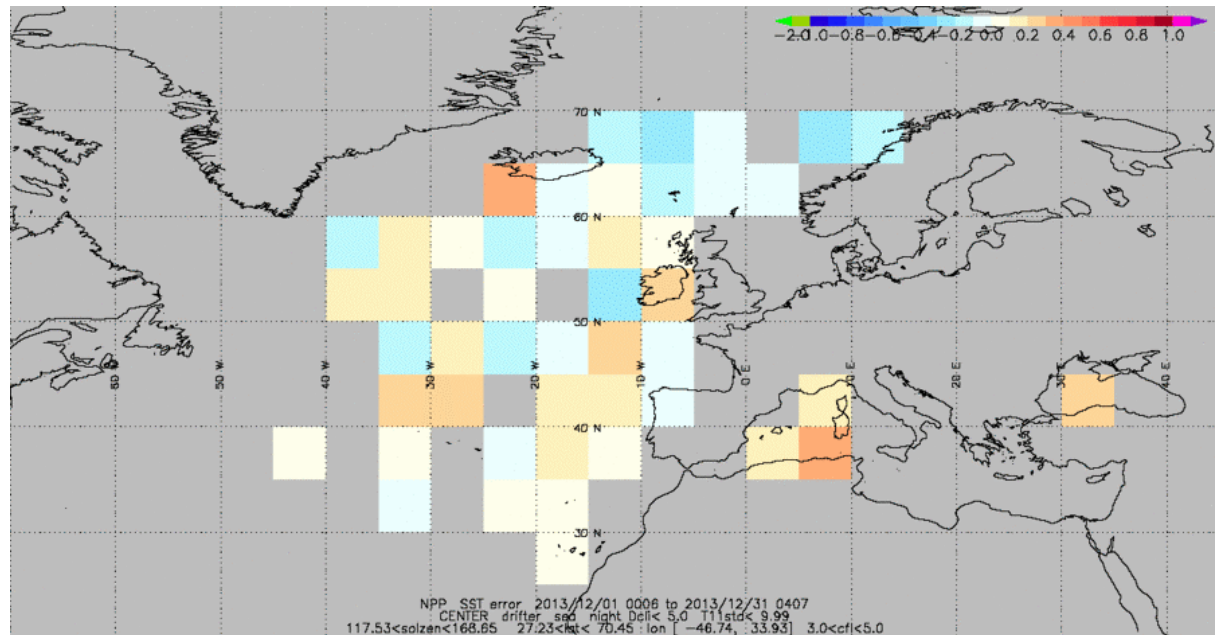 -2.0 -1.0 -0.8 -0.6 -0.4 -0.2 0.0 0.2 0.4 0.6 0.8 1.0
70 N
60 N
50 N
50 W 40 W 30 W 20 W 10 W 0 E 10 E 20 E 30 E 40 E
40 N
30 N
NPP SST error 2013/12/01 0006 to 2013/12/31 0407
CENTER drifter sea night Dcli< 5.0 T11std< 9.99
117.53<solzen<168.65 27.23<lat< 70.45 lon [ -46.74, 33.93] 3.0<cfl<5.0